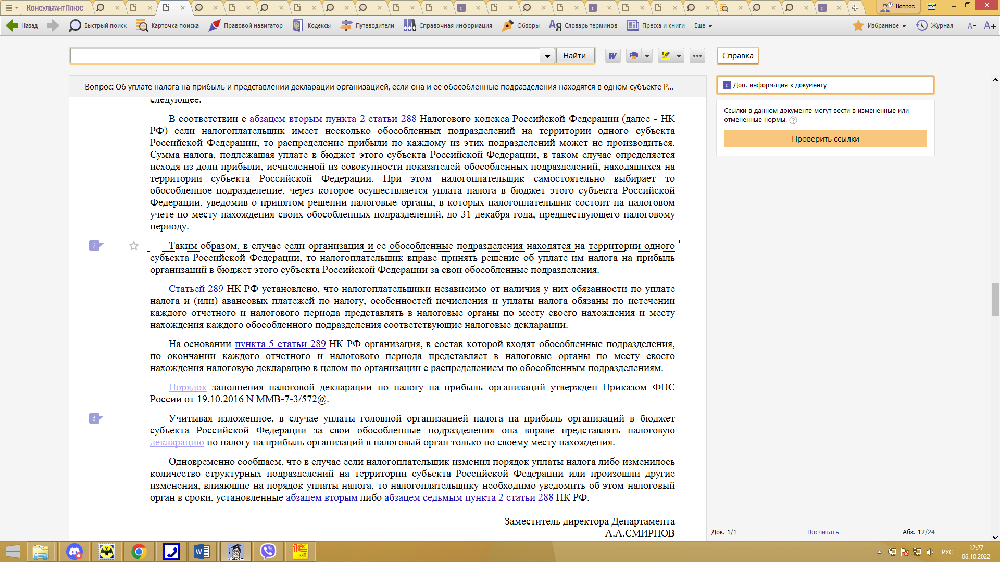 КонсультантПлюс
Вопрос
Назад
Быстрый поиск
Карточка поиска
Правовой навигатор
Кодексы
Путеводители
Справочная информация
Обзоры
Словарь терминов
Пресса и книги
Еще
Избранное
Журнал
А−
А+
Найти
Справка
Вопрос: Об уплате налога на прибыль и представлении декларации организацией, если она и ее обособленные подразделения находятся в одном субъекте Р...
следующее.
В соответствии с абзацем вторым пункта 2 статьи 288 Налогового кодекса Российской Федерации (далее - НК
РФ) если налогоплательщик имеет несколько обособленных подразделений на территории одного субъекта
Российской Федерации, то распределение прибыли по каждому из этих подразделений может не производиться.
Сумма налога, подлежащая уплате в бюджет этого субъекта Российской Федерации, в таком случае определяется
исходя из доли прибыли, исчисленной из совокупности показателей обособленных подразделений, находящихся на
территории субъекта Российской Федерации. При этом налогоплательщик самостоятельно выбирает то
обособленное подразделение, через которое осуществляется уплата налога в бюджет этого субъекта Российской
Федерации, уведомив о принятом решении налоговые органы, в которых налогоплательщик состоит на налоговом
учете по месту нахождения своих обособленных подразделений, до 31 декабря года, предшествующего налоговому
периоду.
Таким образом, в случае если организация и ее обособленные подразделения находятся на территории одного
субъекта Российской Федерации, то налогоплательщик вправе принять решение об уплате им налога на прибыль
организаций в бюджет этого субъекта Российской Федерации за свои обособленные подразделения.
Статьей 289 НК РФ установлено, что налогоплательщики независимо от наличия у них обязанности по уплате
налога и (или) авансовых платежей по налогу, особенностей исчисления и уплаты налога обязаны по истечении
каждого отчетного и налогового периода представлять в налоговые органы по месту своего нахождения и месту
нахождения каждого обособленного подразделения соответствующие налоговые декларации.
На основании пункта 5 статьи 289 НК РФ организация, в состав которой входят обособленные подразделения,
по окончании каждого отчетного и налогового периода представляет в налоговые органы по месту своего
нахождения налоговую декларацию в целом по организации с распределением по обособленным подразделениям.
Порядок заполнения налоговой декларации по налогу на прибыль организаций утвержден Приказом ФНС
России от 19.10.2016 N ММВ-7-3/572@.
Учитывая изложенное, в случае уплаты головной организацией налога на прибыль организаций в бюджет
субъекта Российской Федерации за свои обособленные подразделения она вправе представлять налоговую
декларацию по налогу на прибыль организаций в налоговый орган только по своему месту нахождения.
Одновременно сообщаем, что в случае если налогоплательщик изменил порядок уплаты налога либо изменилось
количество структурных подразделений на территории субъекта Российской Федерации или произошли другие
изменения, влияющие на порядок уплаты налога, то налогоплательщику необходимо уведомить об этом налоговый
орган в сроки, установленные абзацем вторым либо абзацем седьмым пункта 2 статьи 288 НК РФ.
Заместитель директора Департамента
А.А.СМИРНОВ
Доп. информация к документу
Ссылки в данном документе могут вести в измененные или
отмененные нормы. ?
Проверить ссылки
Док. 1/1
Посчитать
Абз. 12/24
РУС
12:27
06.10.2022